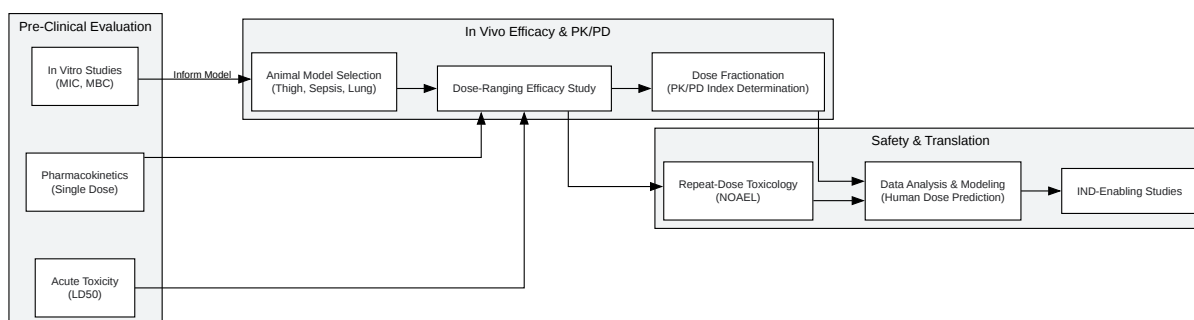 Pre-Clinical Evaluation
In Vitro Studies
(MIC, MBC)
Pharmacokinetics
(Single Dose)
Acute Toxicity
(LD50)
Inform Model
In Vivo Efficacy & PK/PD
Animal Model Selection
(Thigh, Sepsis, Lung)
Dose-Ranging Efficacy Study
Dose Fractionation
(PK/PD Index Determination)
Safety & Translation
Repeat-Dose Toxicology
(NOAEL)
Data Analysis & Modeling
(Human Dose Prediction)
IND-Enabling Studies